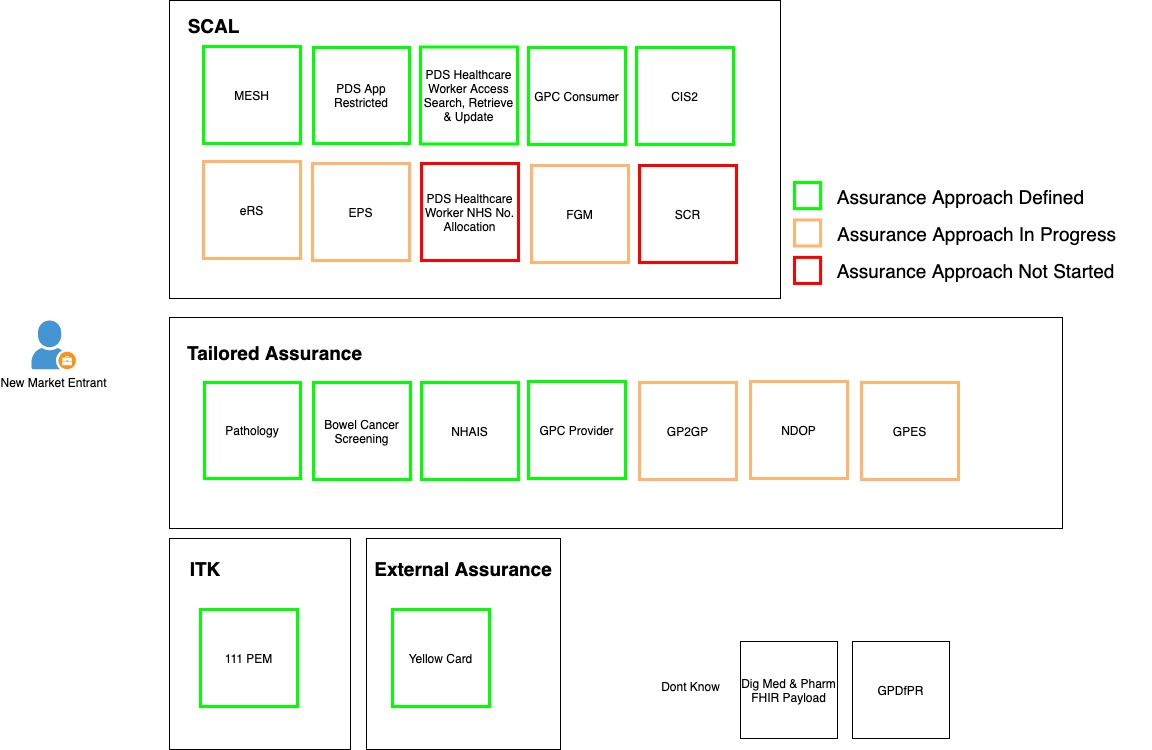 SCAL
MESH
PDS App
Restricted
PDS Healthcare
Worker Access
Search, Retrieve
& Update
GPC Consumer
CIS2
eRS
EPS
PDS Healthcare
Worker NHS No.
Allocation
FGM
SCR
Assurance Approach Defined
Assurance Approach In Progress
Assurance Approach Not Started
New Market Entrant
Tailored Assurance
Pathology
Bowel Cancer
Screening
NHAIS
GPC Provider
GP2GP
NDOP
GPES
ITK
111 PEM
External Assurance
Yellow Card
Dont Know
Dig Med & Pharm
FHIR Payload
GPDfPR